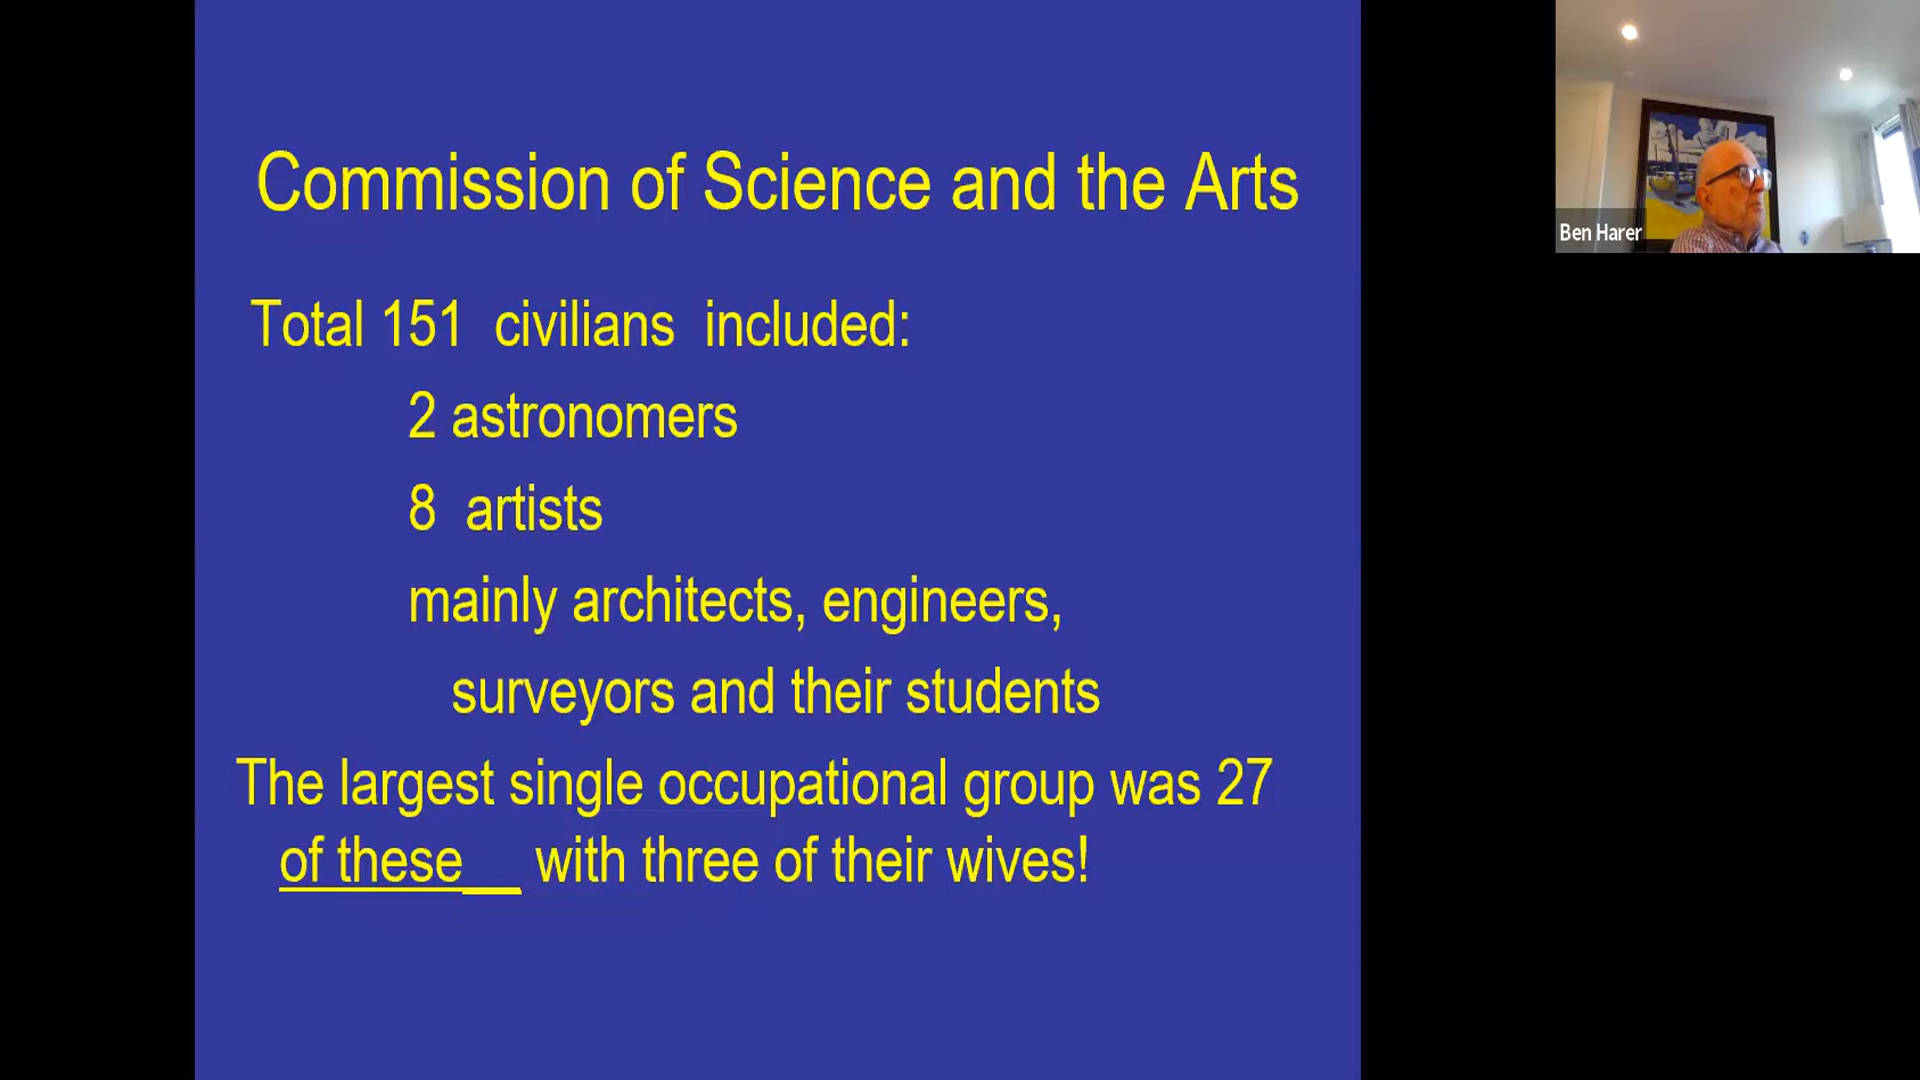 Commission of Science and the Arts
Total 151 civilians included:
2 astronomers
8 artists
mainly architects, engineers,
surveyors and their students
The largest single occupational group was 27
of these__ with three of their wives!
Ben Harer